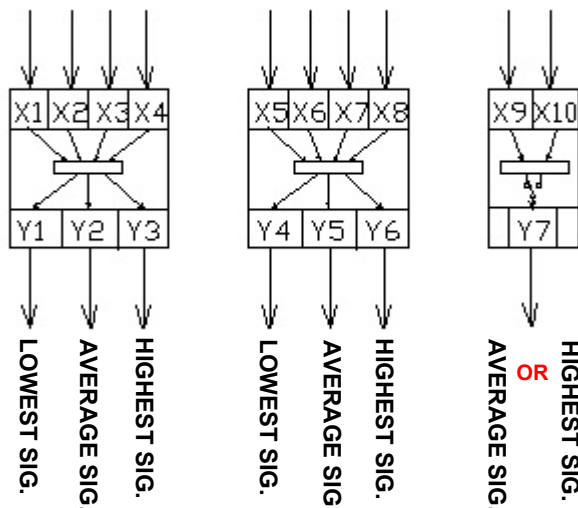 X1 X2 X3 X4
X5 X6 X7 X8
X9 X10
Y1 Y2 Y3
Y4 Y5 Y6
Y7
LOWEST SIG.
AVERAGE SIG.
HIGHEST SIG.
LOWEST SIG.
AVERAGE SIG
HIGHEST SIG.
AVERAGE SIG.
OR
HIGHEST SIG.